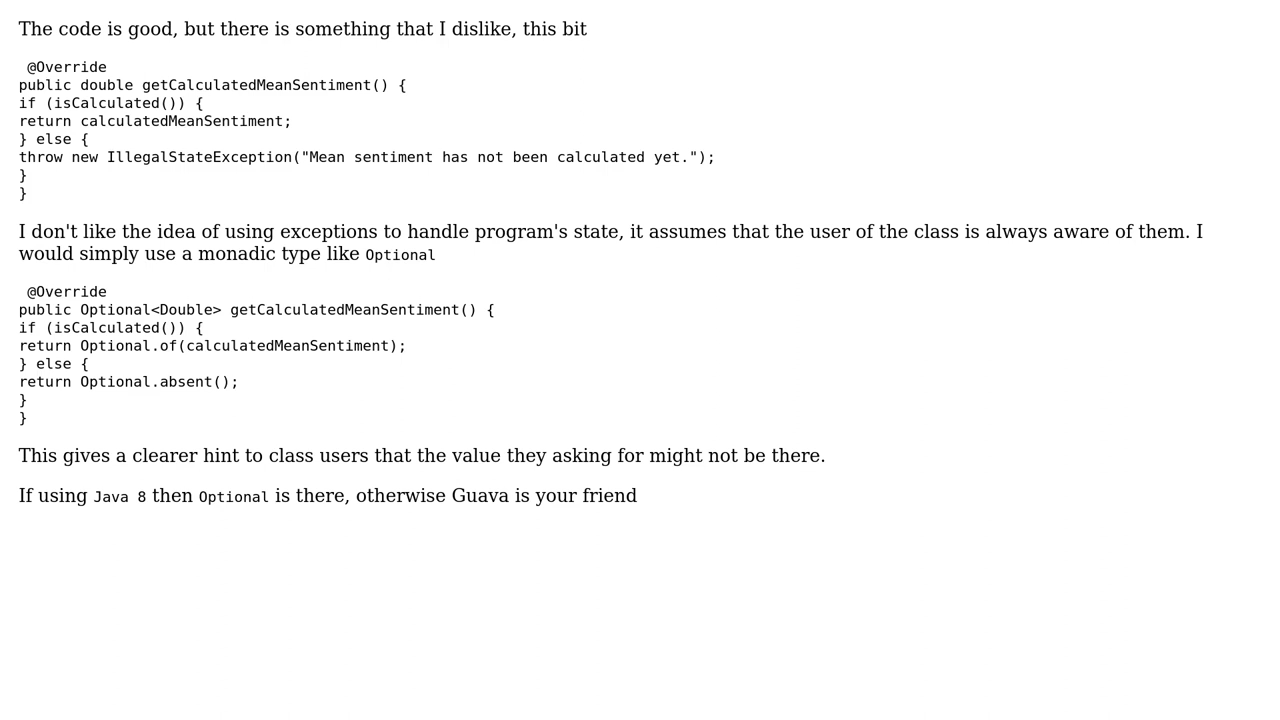 The code is good, but there is something that I dislike, this bit
@Override
public double getCalculatedMeanSentiment() {
if (isCalculated()) {
return calculatedMeanSentiment;
} else {
throw new IllegalStateException("Mean sentiment has not been calculated yet.");
}
}
I don't like the idea of using exceptions to handle program's state, it assumes that the user of the class is always aware of them. I
would simply use a monadic type like Optional
@Override
public Optional<Double> getCalculatedMeanSentiment() {
if (isCalculated()) {
return Optional.of(calculatedMeanSentiment);
} else {
return Optional.absent();
}
}
This gives a clearer hint to class users that the value they asking for might not be there.
If using Java 8 then Optional is there, otherwise Guava is your friend